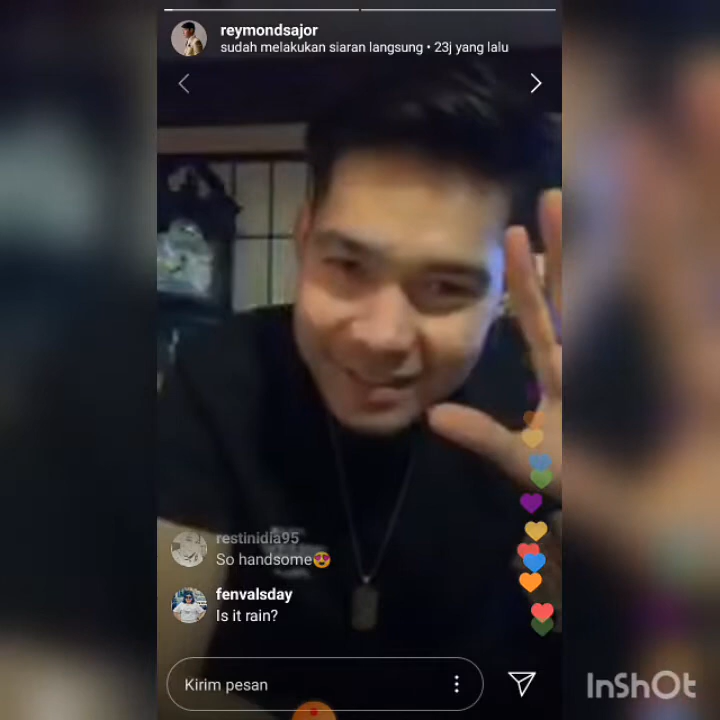 reymondsajor
sudah melakukan siaran langsung • 23j yang lalu
restinidia95
So handsome😍
fenvalsday
Is it rain?
Kirim pesan
InShOt